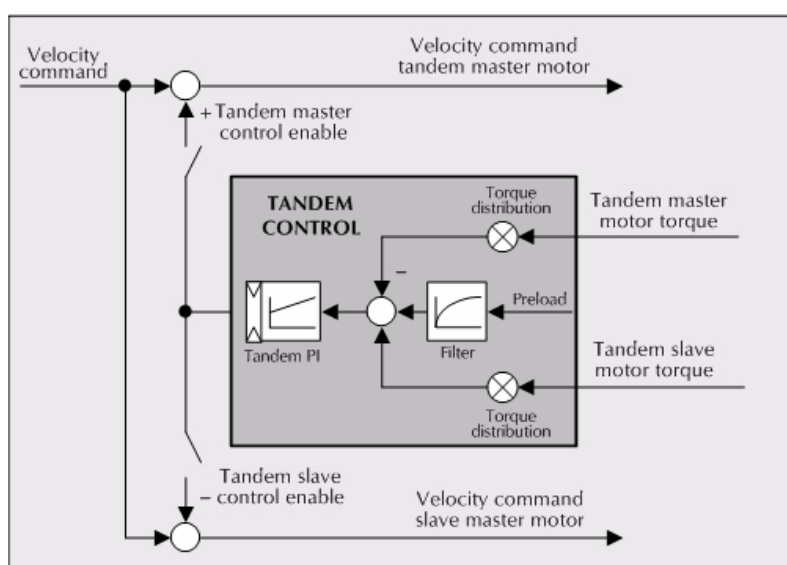 Velocity
command
Velocity command
tandem master motor
+ Tandem master
control enable
TANDEM
CONTROL
Torque
distribution
Tandem master
motor torque
–
Preload
Tandem PI
Filter
Tandem slave
motor torque
Torque
distribution
Tandem slave
– control enable
Velocity command
slave master motor